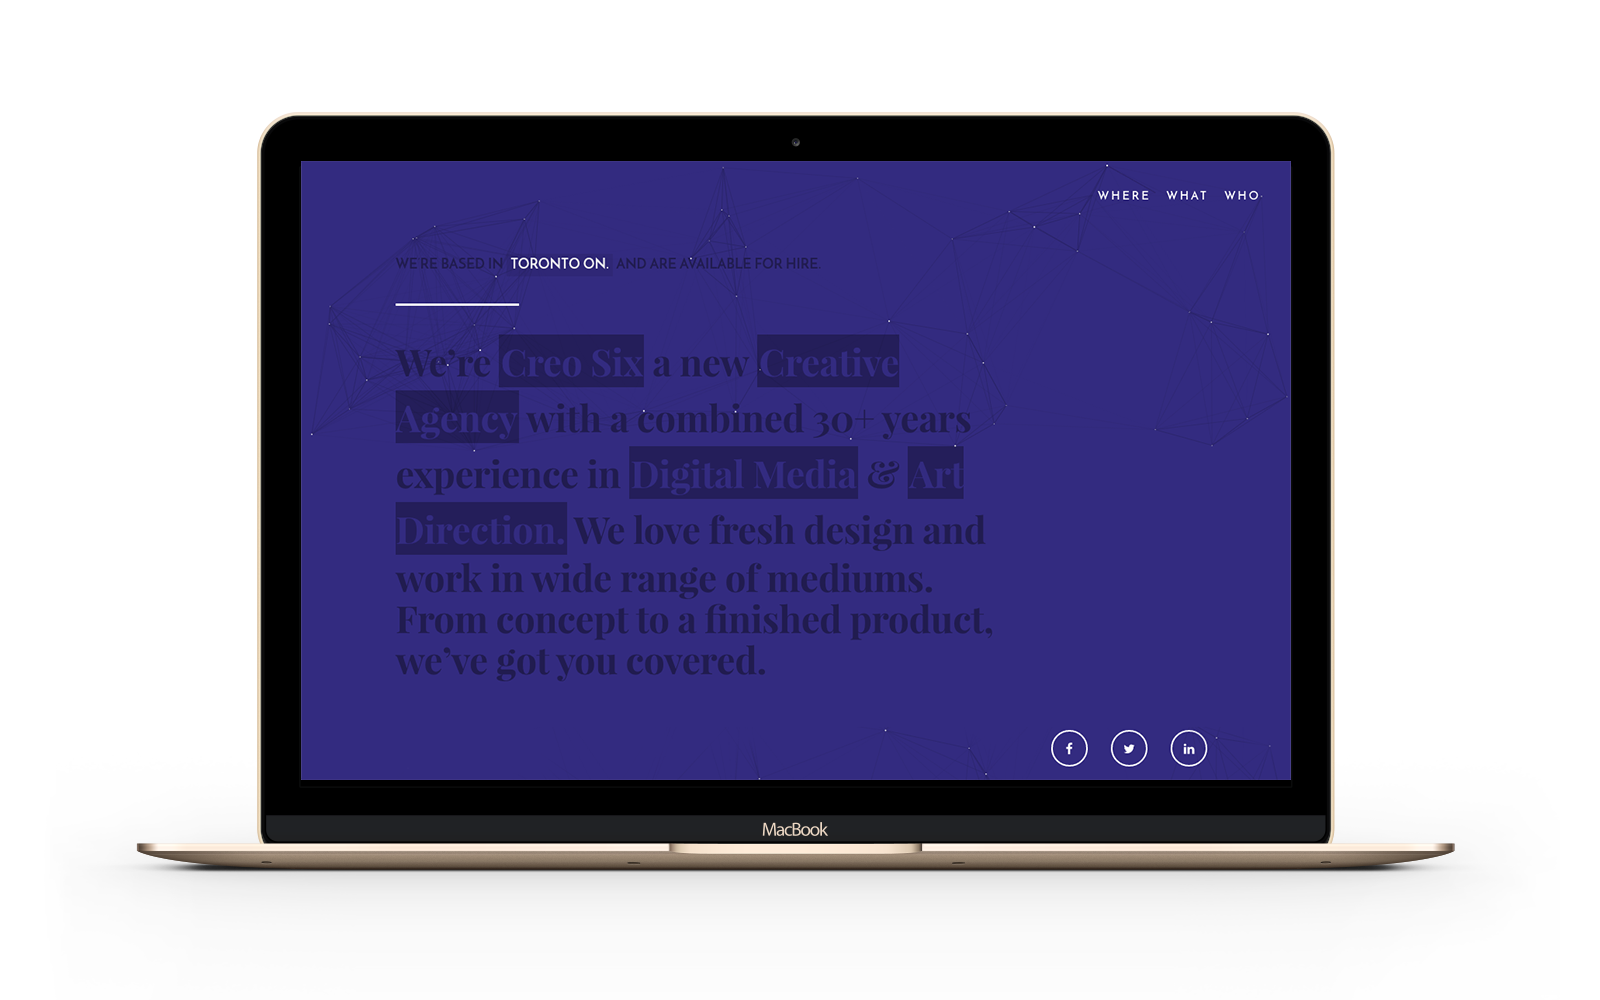 WHERE WHAT WHO
WE'RE BASED IN TORONTO ON. AND ARE AVAILABLE FOR HIRE.
We’re Creo Six a new Creative
Agency with a combined 30+ years
experience in Digital Media & Art
Direction. We love fresh design and
work in wide range of mediums.
From concept to a finished product,
we’ve got you covered.
f in
MacBook